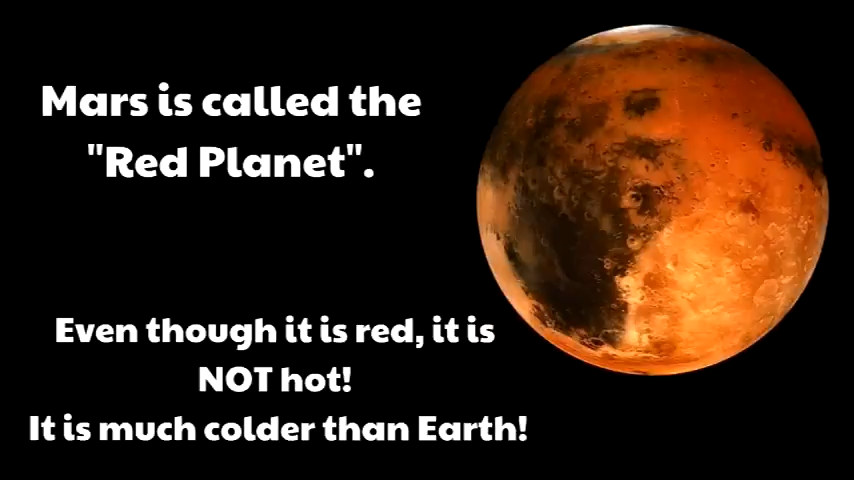 Mars is called the
"Red Planet".
Even though it is red, it is
NOT hot!
It is much colder than Earth!